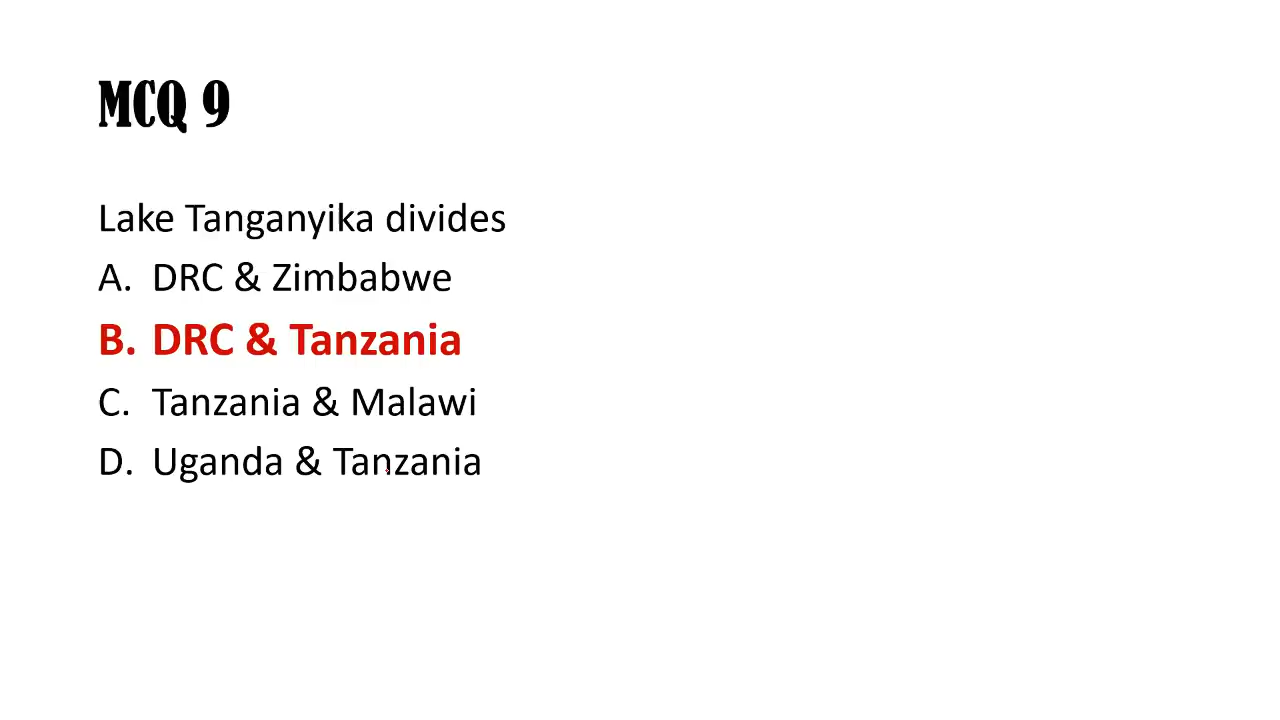 MCQ 9
Lake Tanganyika divides
A. DRC & Zimbabwe
B. DRC & Tanzania
C. Tanzania & Malawi
D. Uganda & Tanzania